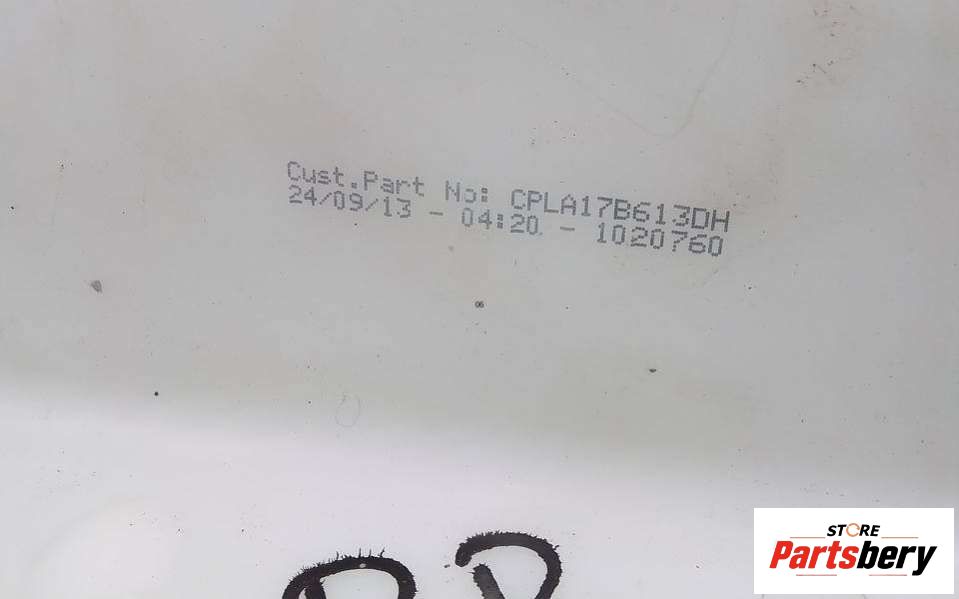 Cust.Part No: CPLA17B613DH
24/09/13 - 04:20 - 1020760
STORE
Partsbery